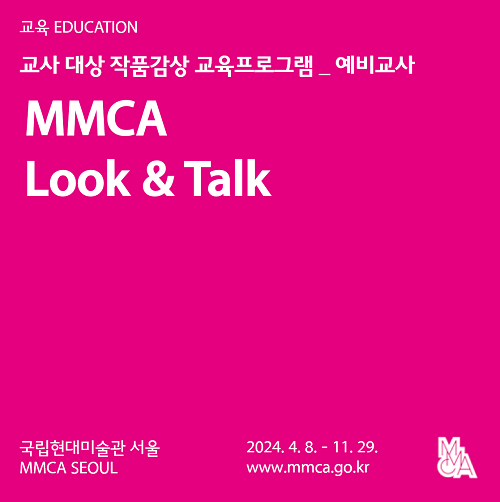 교육 EDUCATION
교사 대상 작품감상 교육프로그램 _ 예비교사
MMCA
Look & Talk
국립현대미술관 서울
MMCA SEOUL
2024. 4. 8. - 11. 29.
www.mmca.go.kr
MMCA